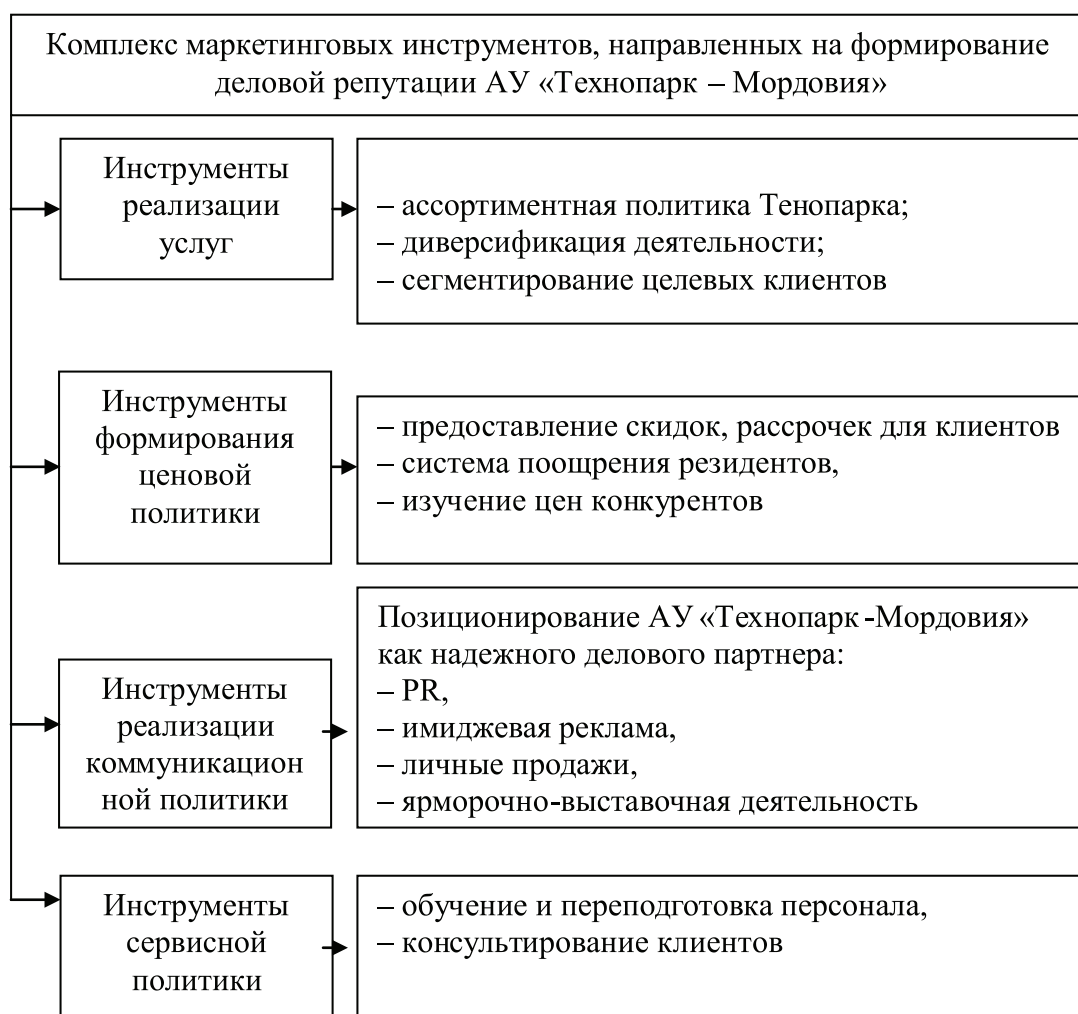 Комплекс маркетинговых инструментов, направленных на формирование
деловой репутации АУ «Технопарк – Мордовия»
Инструменты
реализации
услуг
– ассортиментная политика Тенопарка;
– диверсификация деятельности;
– сегментирование целевых клиентов
Инструменты
формирования
ценовой
политики
– предоставление скидок, рассрочек для клиентов
– система поощрения резидентов,
– изучение цен конкурентов
Инструменты
реализации
коммуникацион
ной политики
Позиционирование АУ «Технопарк-Мордовия»
как надежного делового партнера:
– PR,
– имиджевая реклама,
– личные продажи,
– ярморочно-выставочная деятельность
Инструменты
сервисной
политики
– обучение и переподготовка персонала,
– консультирование клиентов